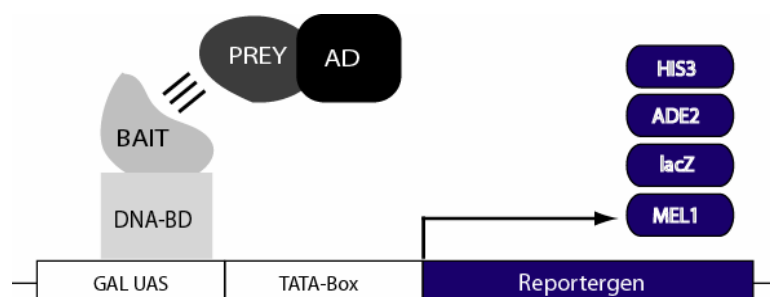 PREY
AD
HIS3
ADE2
lacZ
MEL1
BAIT
DNA-BD
GAL UAS
TATA-Box
Reportergen